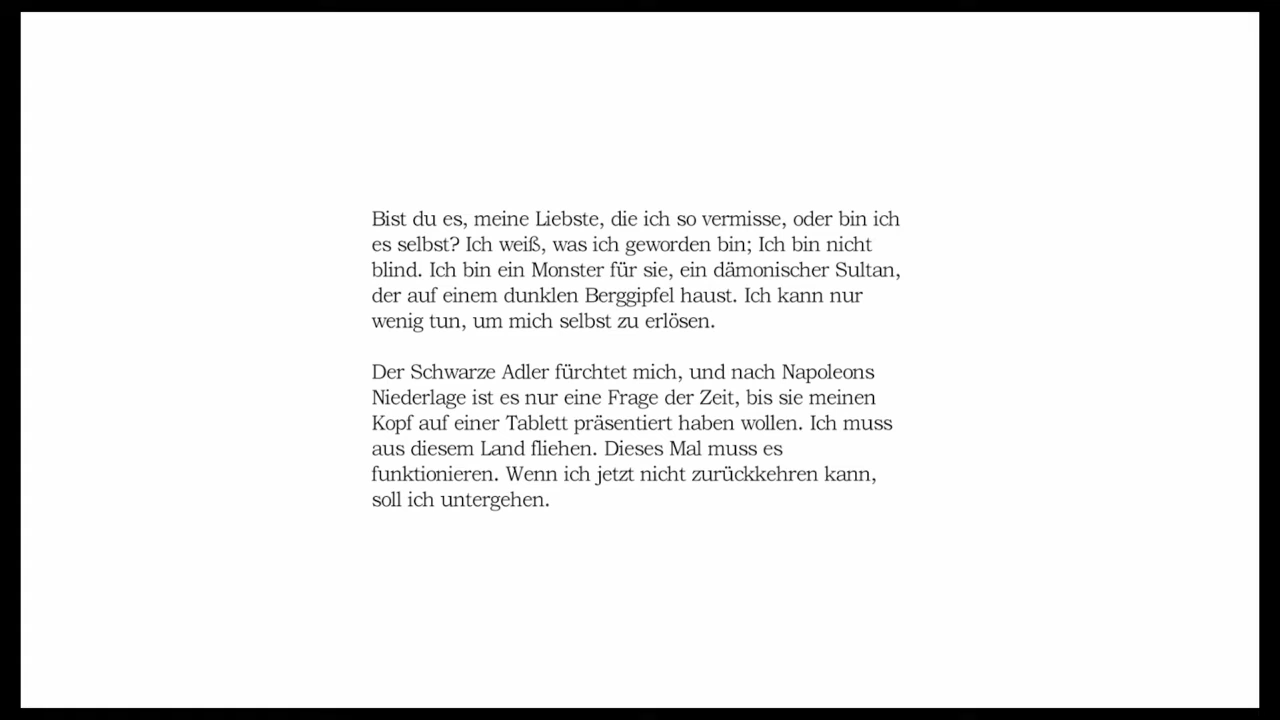 Bist du es, meine Liebste, die ich so vermisse, oder bin ich
es selbst? Ich weiß, was ich geworden bin; Ich bin nicht
blind. Ich bin ein Monster für sie, ein dämonischer Sultan,
der auf einem dunklen Berggipfel haust. Ich kann nur
wenig tun, um mich selbst zu erlösen.
Der Schwarze Adler fürchtet mich, und nach Napoleons
Niederlage ist es nur eine Frage der Zeit, bis sie meinen
Kopf auf einer Tablett präsentiert haben wollen. Ich muss
aus diesem Land fliehen. Dieses Mal muss es
funktionieren. Wenn ich jetzt nicht zurückkehren kann,
soll ich untergehen.